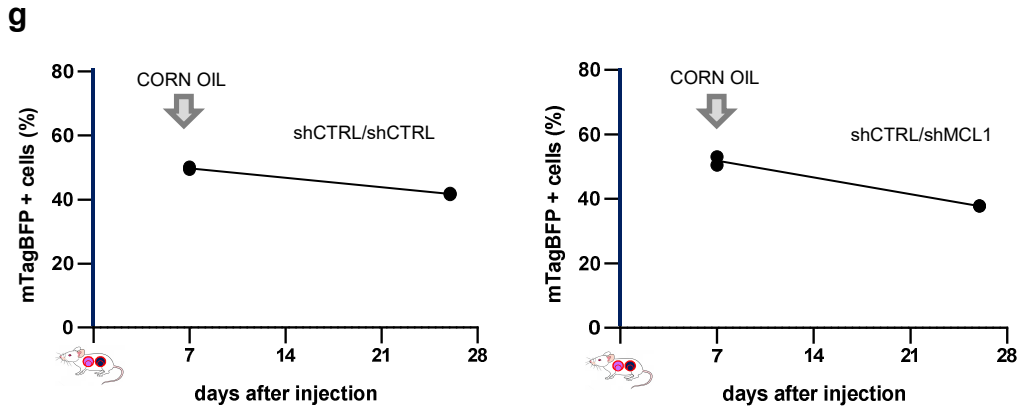 g
CORN OIL
shCTRL/shCTRL
mTagBFP + cells (%)
80
60
40
20
0
7
14
21
28
days after injection
CORN OIL
shCTRL/shMCL1
mTagBFP + cells (%)
80
60
40
20
0
7
14
21
28
days after injection